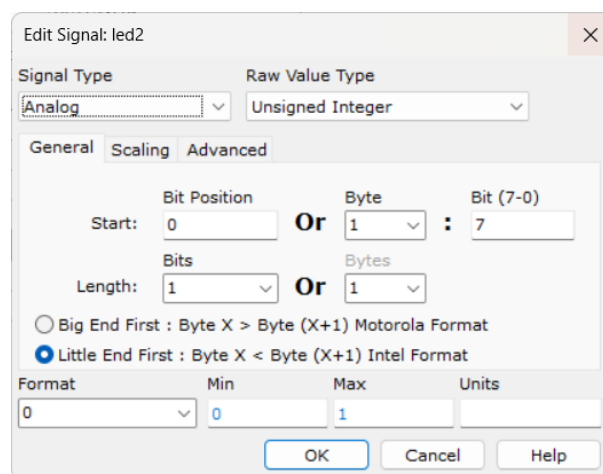 Edit Signal: led2
Signal Type Raw Value Type
Analog Unsigned Integer
General Scaling Advanced
Bit Position Byte Bit (7-0)
Start: 0 Or 1 : 7
Bits Bytes
Length: 1 Or 1
Big End First : Byte X > Byte (X+1) Motorola Format
Little End First : Byte X < Byte (X+1) Intel Format
Format Min Max Units
0 0 1
OK Cancel Help